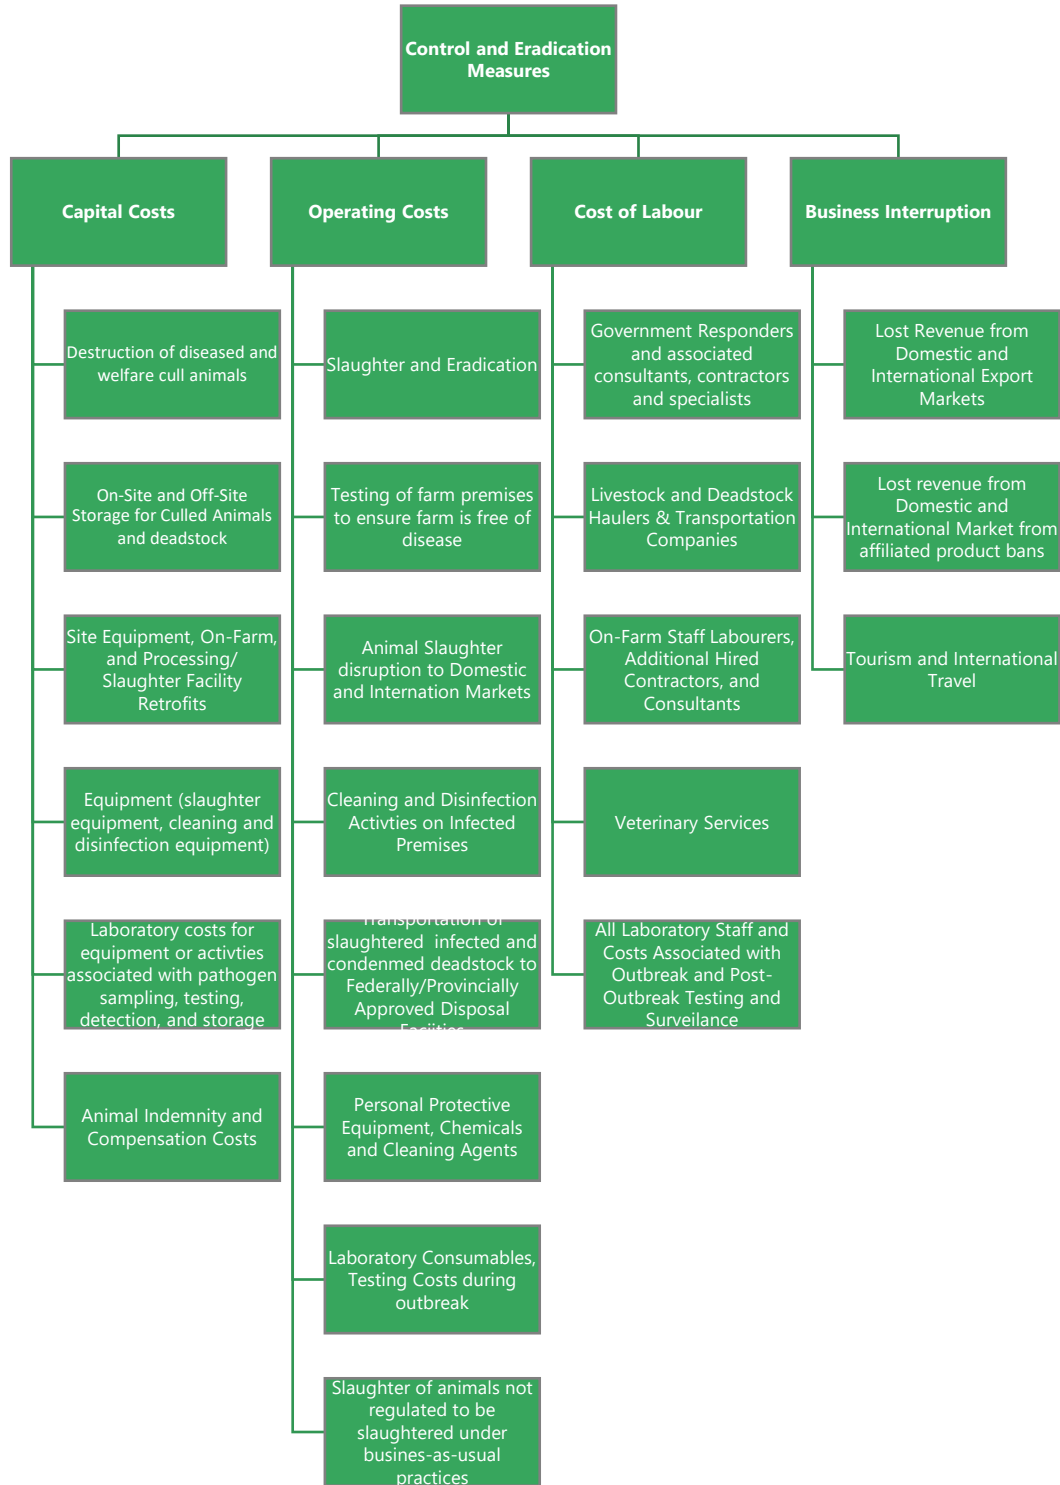 Control and Eradication
Measures
Capital Costs
Destruction of diseased and
welfare cull animals
On-Site and Off-Site
Storage for Culled Animals
and deadstock
Site Equipment, On-Farm,
and Processing/
Slaughter Facility
Retrofits
Equipment (slaughter
equipment, cleaning and
disinfection equipment)
Laboratory costs for
equipment or activties
associated with pathogen
sampling, testing,
detection, and storage
Animal Indemnity and
Compensation Costs
Operating Costs
Slaughter and Eradication
Testing of farm premises
to ensure farm is free of
disease
Animal Slaughter
disruption to Domestic
and Internation Markets
Cleaning and Disinfection
Activties on Infected
Premises
Transportation of
slaughtered infected and
condenmed deadstock to
Federally/Provincially
Approved Disposal
Faciities
Personal Protective
Equipment, Chemicals
and Cleaning Agents
Laboratory Consumables,
Testing Costs during
outbreak
Slaughter of animals not
regulated to be
slaughtered under
busines-as-usual
practices
Cost of Labour
Government Responders
and associated
consultants, contractors
and specialists
Livestock and Deadstock
Haulers & Transportation
Companies
On-Farm Staff Labourers,
Additional Hired
Contractors, and
Consultants
Veterinary Services
All Laboratory Staff and
Costs Associated with
Outbreak and Post-
Outbreak Testing and
Surveilance
Business Interruption
Lost Revenue from
Domestic and
International Export
Markets
Lost revenue from
Domestic and
International Market from
affiliated product bans
Tourism and International
Travel